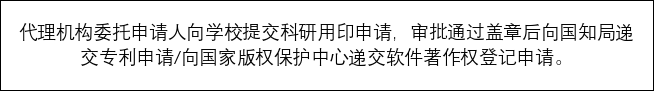 代理机构委托申请人向学校提交科研用印申请，审批通过盖章后向国知局递
交专利申请/向国家版权保护中心递交软件著作权登记申请。